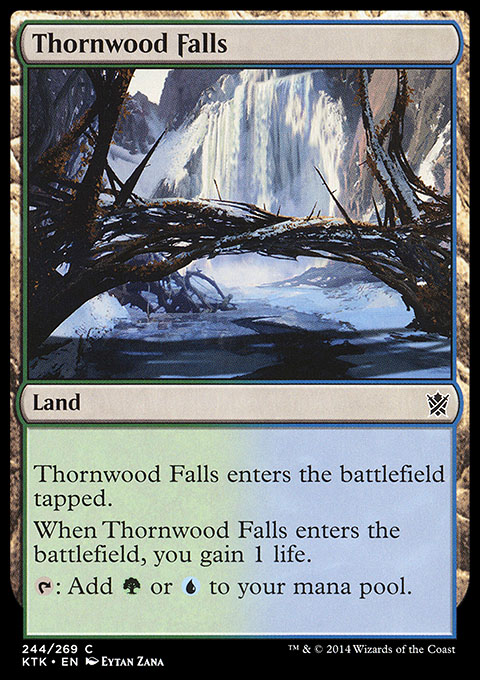 Thornwood Falls
Land
Thornwood Falls enters the battlefield
tapped.
When Thornwood Falls enters the
battlefield, you gain 1 life.
: Add or to your mana pool.
244/269 C
KTK • EN Eytan Zana
™ & © 2014 Wizards of the Coast